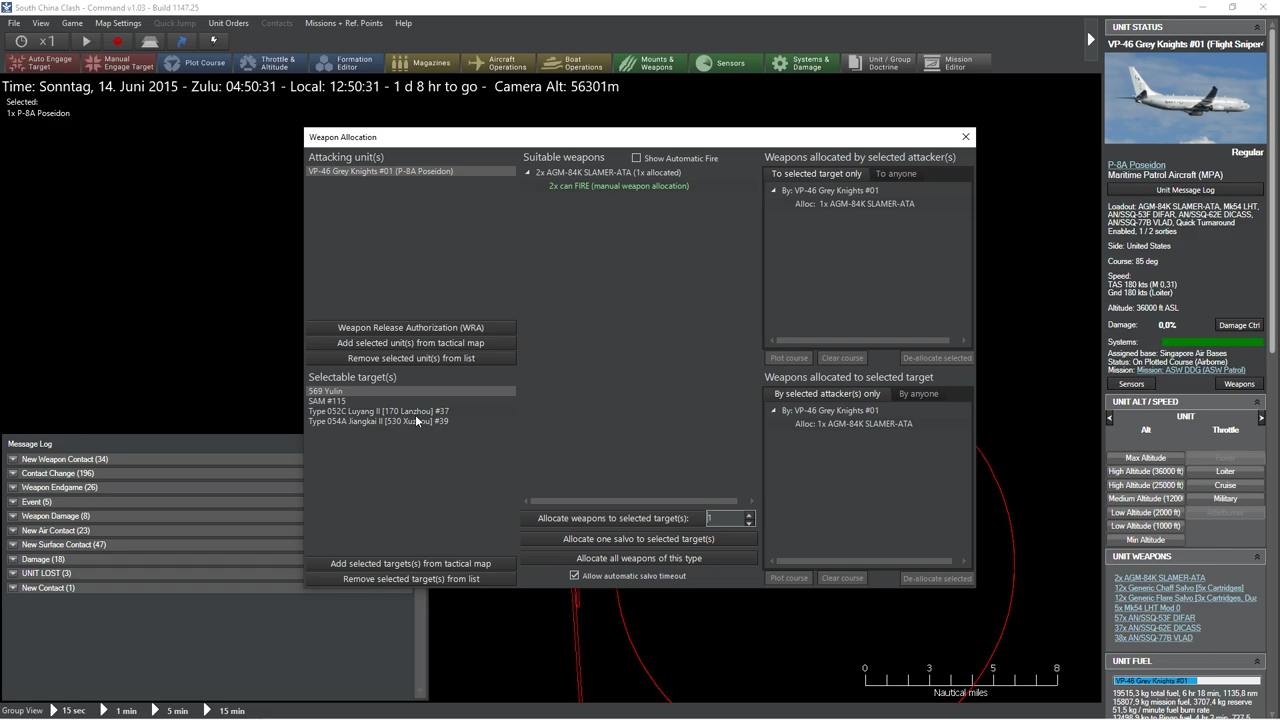 South China Clash - Command v1.03 - Build 1147.25
File View Game Map Settings Quick Jump Unit Orders Contacts Missions + Ref. Points Help
x1
Auto Engage Target Manual Engage Target Plot Course Throttle & Altitude Formation Editor Magazines Aircraft Operations Boat Operations Mounts & Weapons Sensors Systems & Damage Unit / Group Doctrine Mission Editor
Time: Sonntag, 14. Juni 2015 - Zulu: 04:50:31 - Local: 12:50:31 - 1 d 8 hr to go - Camera Alt: 56301m
Selected:
1x P-8A Poseidon
Weapon Allocation
Attacking unit(s)
VP-46 Grey Knights #01 (P-8A Poseidon)
Weapon Release Authorization (WRA)
Add selected unit(s) from tactical map
Remove selected unit(s) from list
Selectable target(s)
569 Yulin
SAM #115
Type 052C Luyang II [170 Lanzhou] #37
Type 054A Jiangkai II [530 Xuzhou] #39
Add selected targets(s) from tactical map
Remove selected target(s) from list
Suitable weapons
Show Automatic Fire
2x AGM-84K SLAMER-ATA (1x allocated)
2x can FIRE (manual weapon allocation)
Allocate weapons to selected target(s): 1
Allocate one salvo to selected target(s)
Allocate all weapons of this type
Allow automatic salvo timeout
Weapons allocated by selected attacker(s)
To selected target only To anyone
By: VP-46 Grey Knights #01
Alloc: 1x AGM-84K SLAMER-ATA
Plot course Clear course De-allocate selected
Weapons allocated to selected target
By selected attacker(s) only By anyone
By: VP-46 Grey Knights #01
Alloc: 1x AGM-84K SLAMER-ATA
Plot course Clear course De-allocate selected
Message Log
New Weapon Contact (34)
Contact Change (196)
Weapon Endgame (26)
Event (5)
Weapon Damage (8)
New Air Contact (23)
New Surface Contact (47)
Damage (18)
UNIT LOST (3)
New Contact (1)
0 3 5 8
Nautical miles
Group View 15 sec 1 min 5 min 15 min
UNIT STATUS
VP-46 Grey Knights #01 (Flight Sniper
Regular
P-8A Poseidon
Maritime Patrol Aircraft (MPA)
Unit Message Log
Loadout: AGM-84K SLAMER-ATA, Mk54 LHT,
AN/SSQ-53F DIFAR, AN/SSQ-62E DICASS,
AN/SSQ-77B VLAD, Quick Turnaround
Enabled, 1 / 2 sorties
Side: United States
Course: 85 deg
Speed:
TAS 180 kts (M 0,31)
Gnd 180 kts (Loiter)
Altitude: 36000 ft ASL
Damage: 0,0% Damage Ctrl
Systems:
Assigned base: Singapore Air Bases
Status: On Plotted Course (Airborne)
Mission: Mission: ASW DDG (ASW Patrol)
Sensors Weapons
UNIT ALT / SPEED
UNIT
Alt Throttle
Max Altitude
High Altitude (36000 ft) Loiter
High Altitude (25000 ft) Cruise
Medium Altitude (1200 Military
Low Altitude (2000 ft) Afterburner
Low Altitude (1000 ft)
Min Altitude
UNIT WEAPONS
2x AGM-84K SLAMER-ATA
12x Generic Chaff Salvo [5x Cartridges]
12x Generic Flare Salvo [3x Cartridges, Dua
5x Mk54 LHT Mod 0
57x AN/SSQ-53F DIFAR
37x AN/SSQ-62E DICASS
38x AN/SSQ-77B VLAD
UNIT FUEL
VP-46 Grey Knights #01
19515,3 kg total fuel, 6 hr 18 min, 1135,8 nm
15807,9 kg mission fuel, 3707,4 kg reserve
51,5 kg / minute fuel burn rate